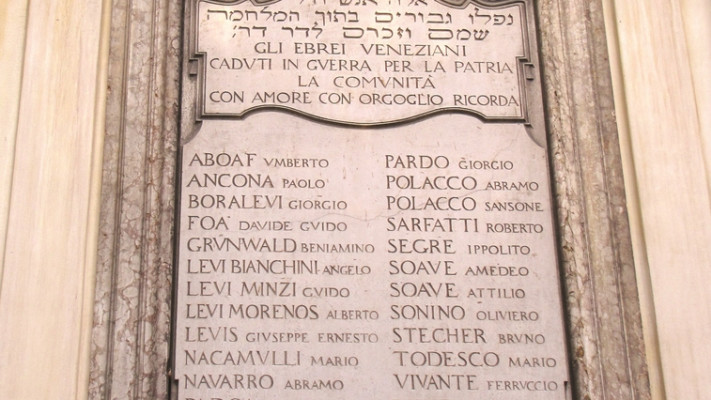 נפלו גבורים בתוך המלחמה
שמם וזכרם לדר דר׃
GLI EBREI VENEZIANI
CADVTI IN GVERRA PER LA PATRIA
LA COMVNITÀ
CON AMORE CON ORGOGLIO RICORDA
ABOAF VMBERTO
ANCONA PAOLO
BORALEVI GIORGIO
FOÀ DAVIDE GVIDO
GRÜNWALD BENIAMINO
LEVI BIANCHINI ANGELO
LEVI MINZI GVIDO
LEVI MORENOS ALBERTO
LEVIS GIVSEPPE ERNESTO
NACAMVLLI MARIO
NAVARRO ABRAMO
PARDO GIORGIO
POLACCO ABRAMO
POLACCO SANSONE
SARFATTI ROBERTO
SEGRE IPPOLITO
SOAVE AMEDEO
SOAVE ATTILIO
SONINO OLIVIERO
STECHER BRVNO
TODESCO MARIO
VIVANTE FERRVCCIO